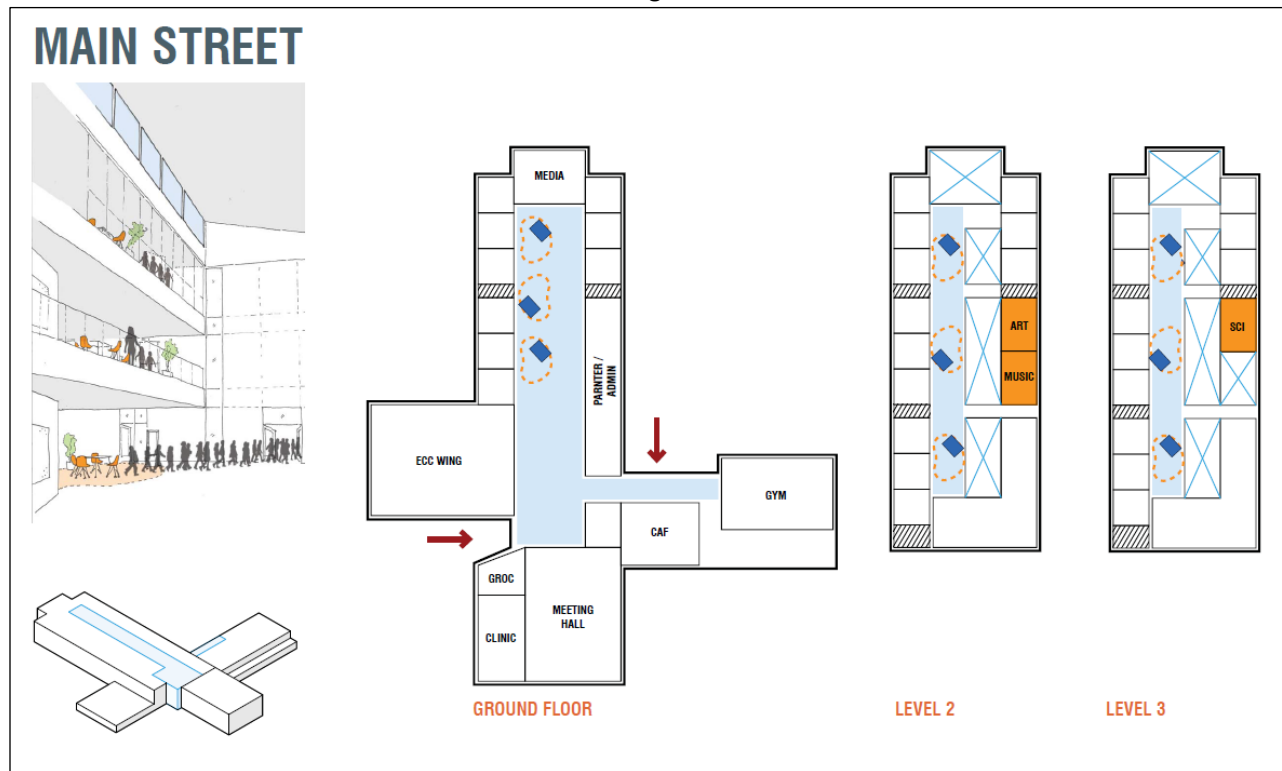 MAIN STREET
MEDIA
PARNTER /
ADMIN
ECC WING
GYM
CAF
GROC
CLINIC
MEETING
HALL
GROUND FLOOR
ART
MUSIC
LEVEL 2
SCI
LEVEL 3